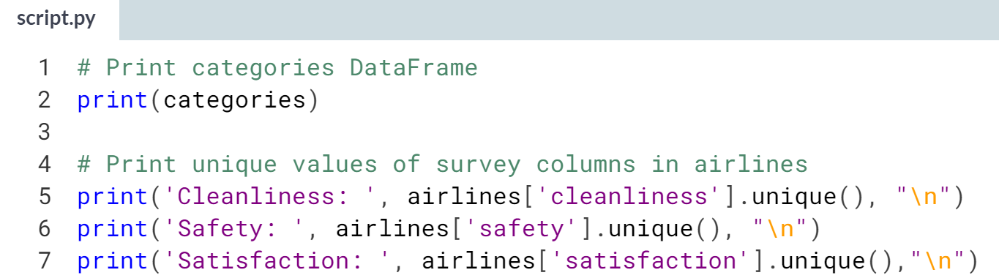 script.py
1 # Print categories DataFrame
2 print(categories)
3
4 # Print unique values of survey columns in airlines
5 print('Cleanliness: ', airlines['cleanliness'].unique(), "\n")
6 print('Safety: ', airlines['safety'].unique(), "\n")
7 print('Satisfaction: ', airlines['satisfaction'].unique(),"\n")